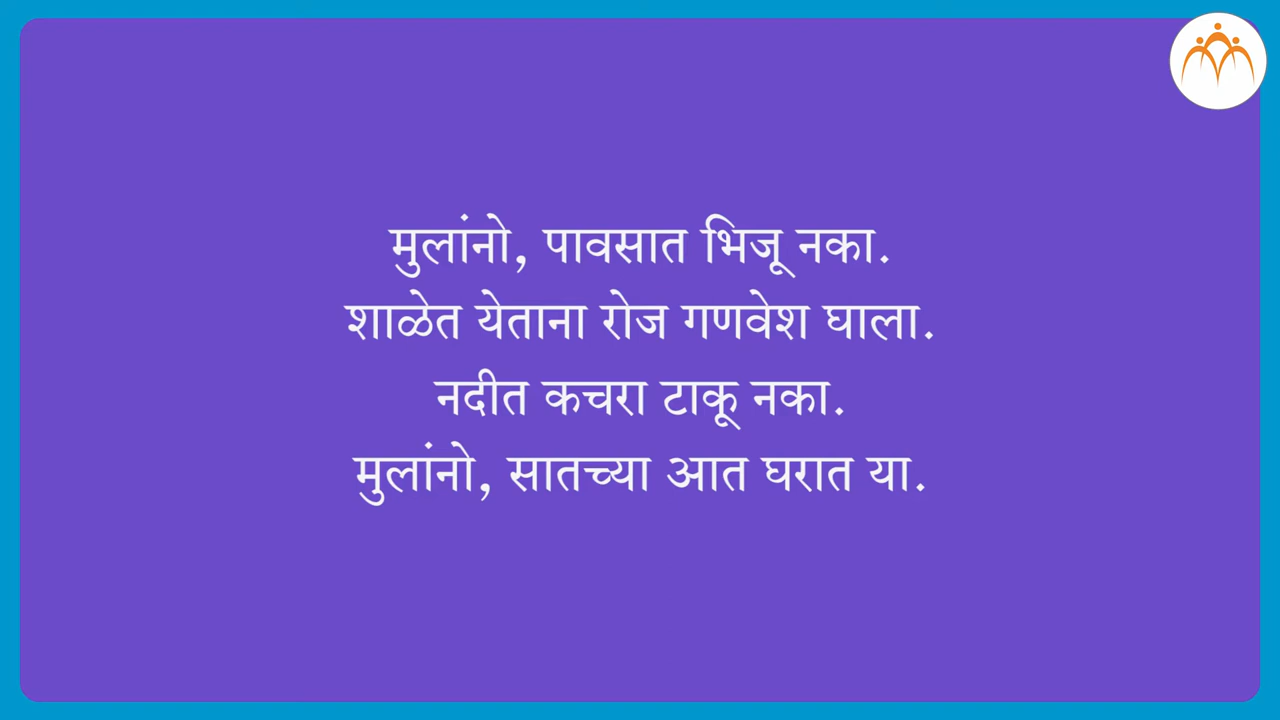 मुलांनो, पावसात भिजू नका.
शाळेत येताना रोज गणवेश घाला.
नदीत कचरा टाकू नका.
मुलांनो, सातच्या आत घरात या.